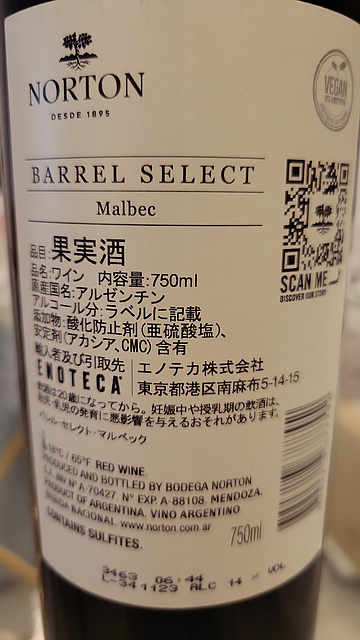 NORTON
DESDE 1895
VEGAN
BARREL SELECT
Malbec
SCAN ME
DISCOVER OUR STORY
品目:果実酒
品名:ワイン 内容量:750ml
原産国名:アルゼンチン
アルコール分:ラベルに記載
添加物:酸化防止剤(亜硫酸塩)、
安定剤(アカシア、CMC)含有
輸入者及び引取先
ENOTECA
エノテカ株式会社
東京都港区南麻布5-14-15
飲酒は20歳になってから。妊娠中や授乳期の飲酒は、
胎児・乳児の発育に悪影響を与えるおそれがあります。
バレル・セレクト・マルベック
18°C / 65°F RED WINE.
PRODUCED AND BOTTLED BY BODEGA NORTON
S.A. INV N° A-70427. N° EXP. A-88108. MENDOZA.
PRODUCT OF ARGENTINA. VINO ARGENTINO
BEBIDA NACIONAL www.norton.com.ar
CONTAINS SULFITES.
750ml
3463 06:44
L-341123 ALC 14 % VOL